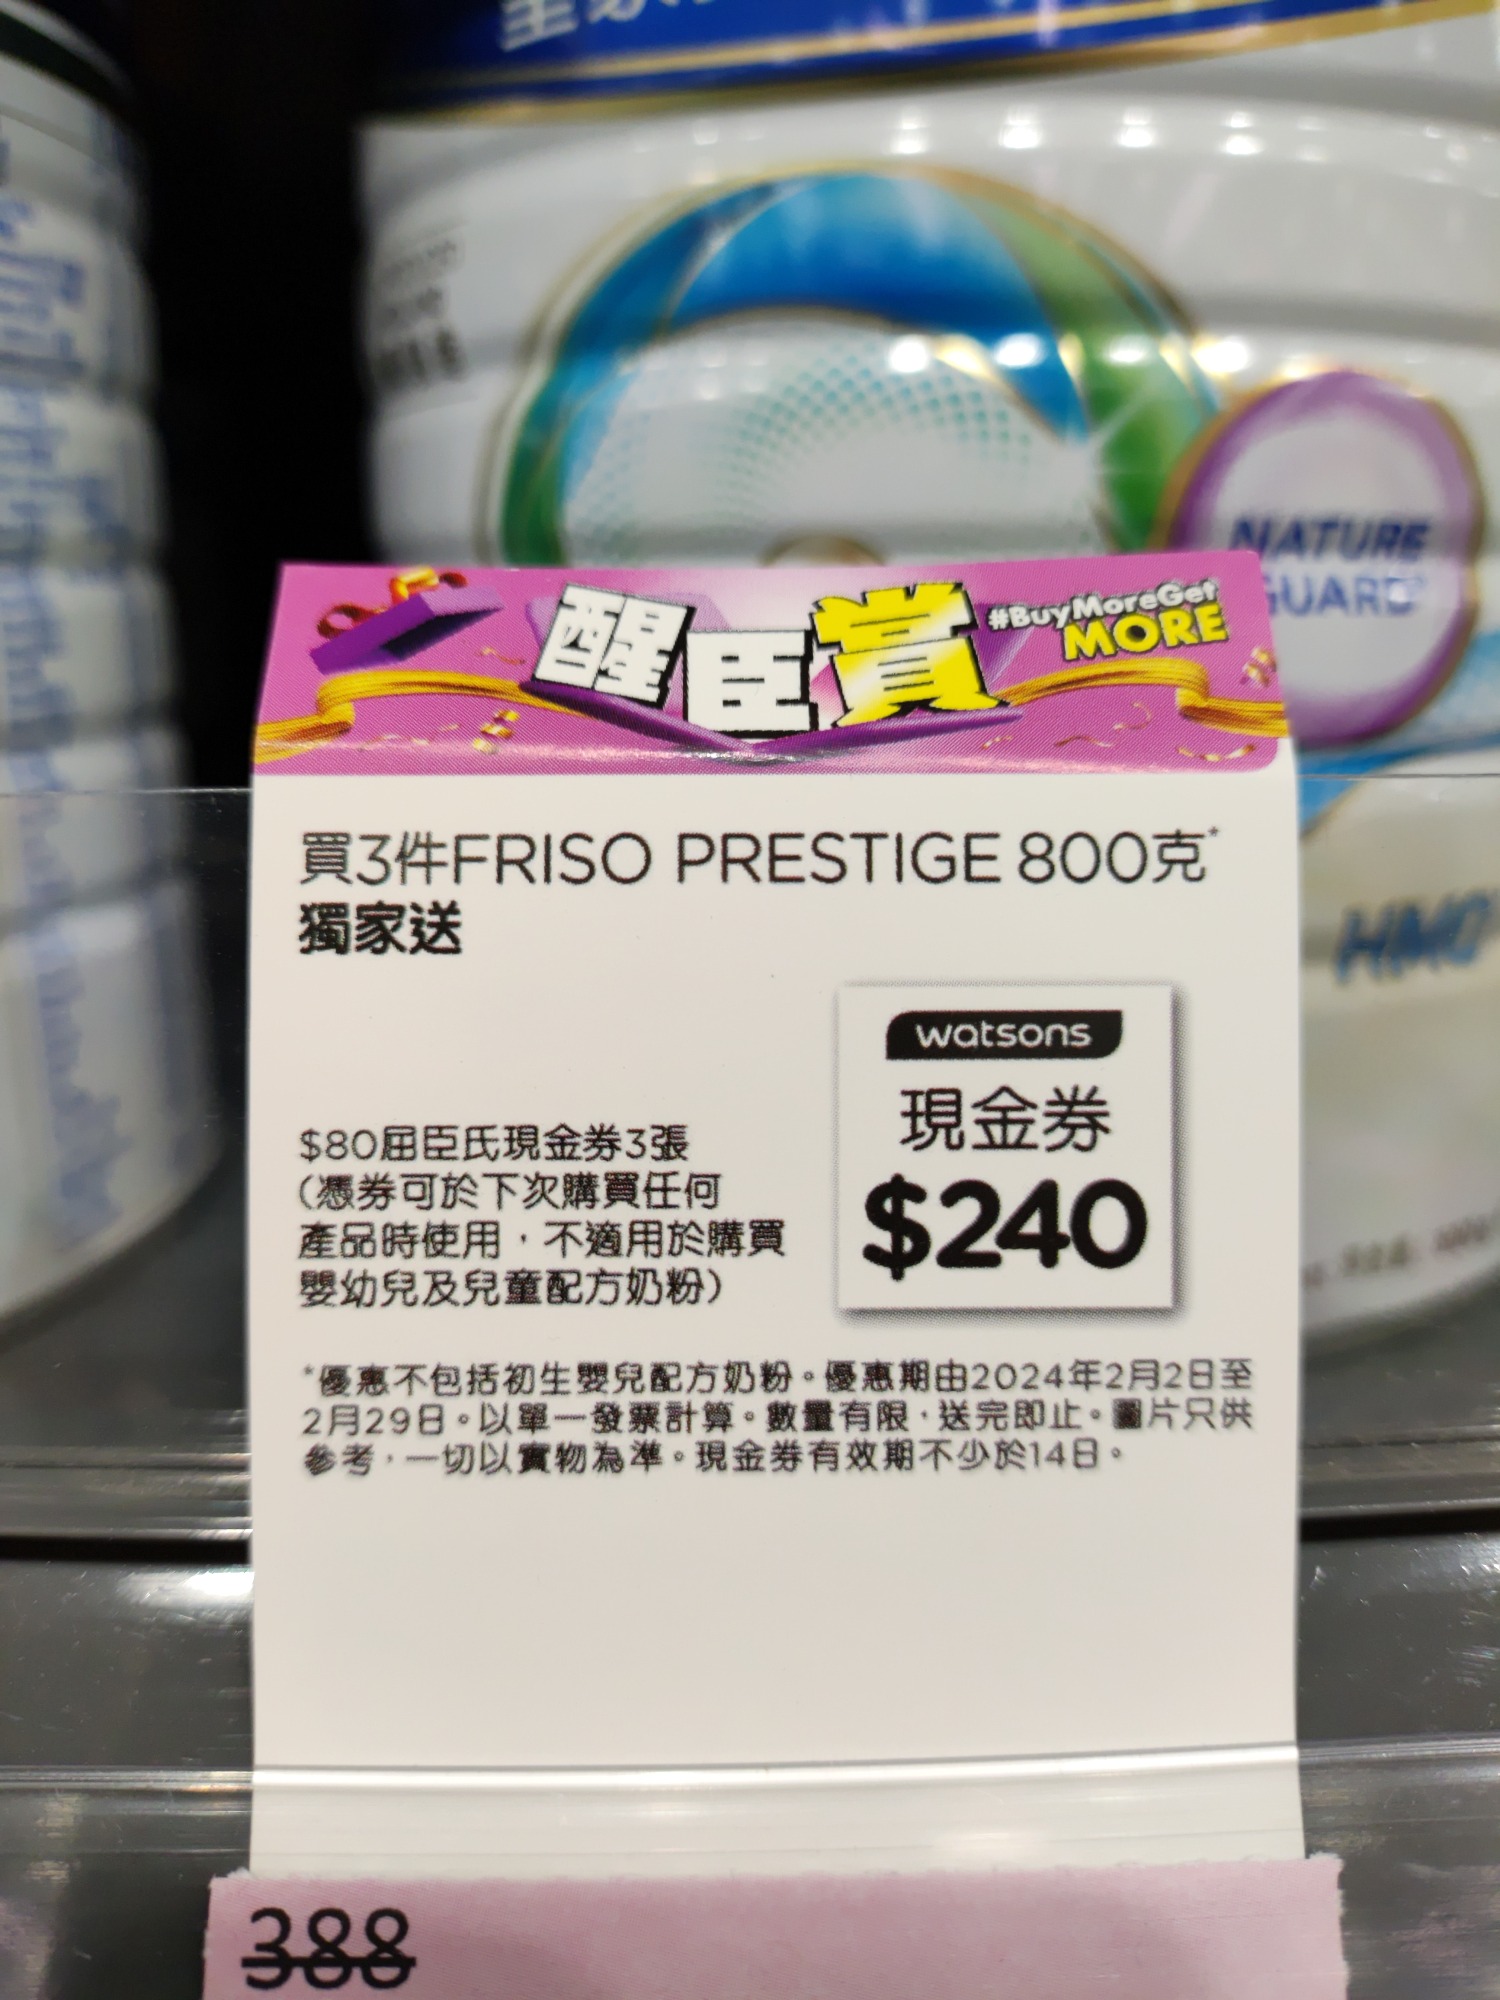 醒臣賞
#BuyMoreGet
MORE
NATURE
GUARD
HMO
買3件FRISO PRESTIGE 800克*
獨家送
watsons
現金券
$240
$80屈臣氏現金券3張
(憑券可於下次購買任何
產品時使用，不適用於購買
嬰幼兒及兒童配方奶粉)
*優惠不包括初生嬰兒配方奶粉。優惠期由2024年2月2日至
2月29日。以單一發票計算。數量有限，送完即止。圖片只供
參考，一切以實物為準。現金券有效期不少於14日。
388